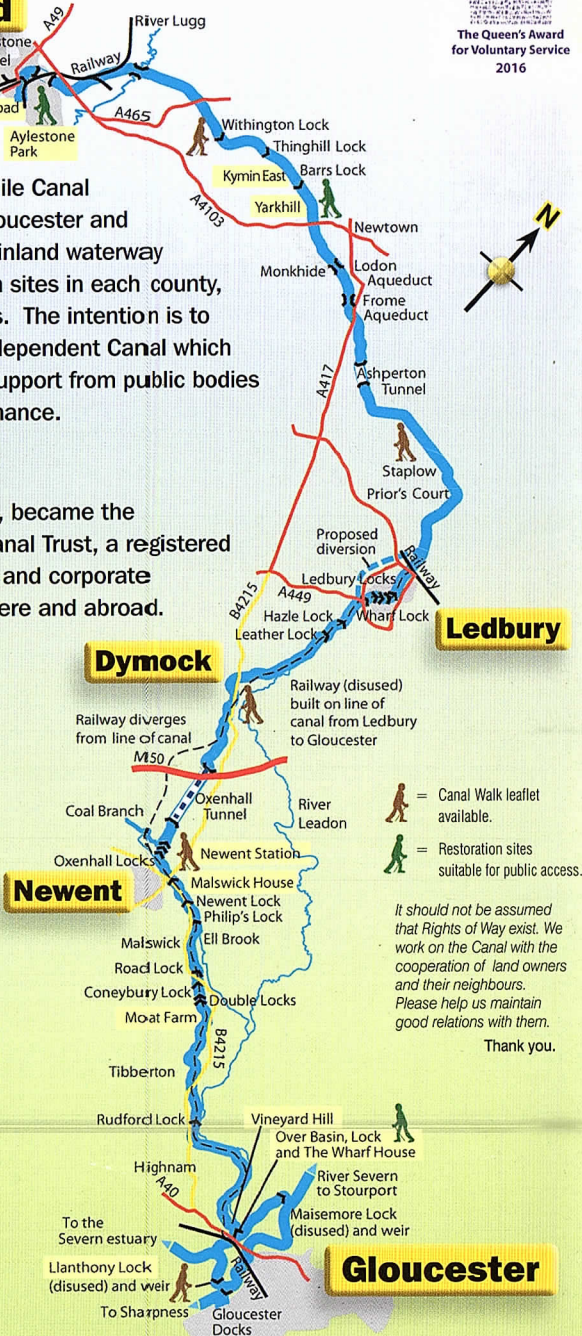 The Queen's Award
for Voluntary Service
2016
d
A49
River Lugg
Railway
A465
Aylestone
Park
Withington Lock
Thinghill Lock
Kymin East
Barrs Lock
Yarkhill
A4103
Newtown
N
ile Canal
oucester and
inland waterway
n sites in each county,
s. The intention is to
dependent Canal which
upport from public bodies
nance.
Monkhide
Lodon
Aqueduct
Frome
Aqueduct
A417
Ashperton
Tunnel
Staplow
Prior's Court
, became the
anal Trust, a registered
and corporate
ere and abroad.
Proposed
diversion
Railway
Ledbury Locks
A449
B4215
Hazle Lock
Wharf Lock
Leather Lock
Ledbury
Dymock
Railway (disused)
built on line of
canal from Ledbury
to Gloucester
Railway diverges
from line of canal
M50
Oxenhall
Tunnel
River
Leadon
Coal Branch
= Canal Walk leaflet
available.
= Restoration sites
suitable for public access.
Oxenhall Locks
Newent Station
Newent
Malswick House
Newent Lock
Philip's Lock
Malswick
Ell Brook
Road Lock
Coneybury Lock
Double Locks
Moat Farm
B4215
It should not be assumed
that Rights of Way exist. We
work on the Canal with the
cooperation of land owners
and their neighbours.
Please help us maintain
good relations with them.
Thank you.
Tibberton
Rudford Lock
Vineyard Hill
Over Basin, Lock
and The Wharf House
Highnam
A40
River Severn
to Stourport
Maisemore Lock
(disused) and weir
To the
Severn estuary
Llanthony Lock
(disused) and weir
Railway
Gloucester
To Sharpness
Gloucester
Docks